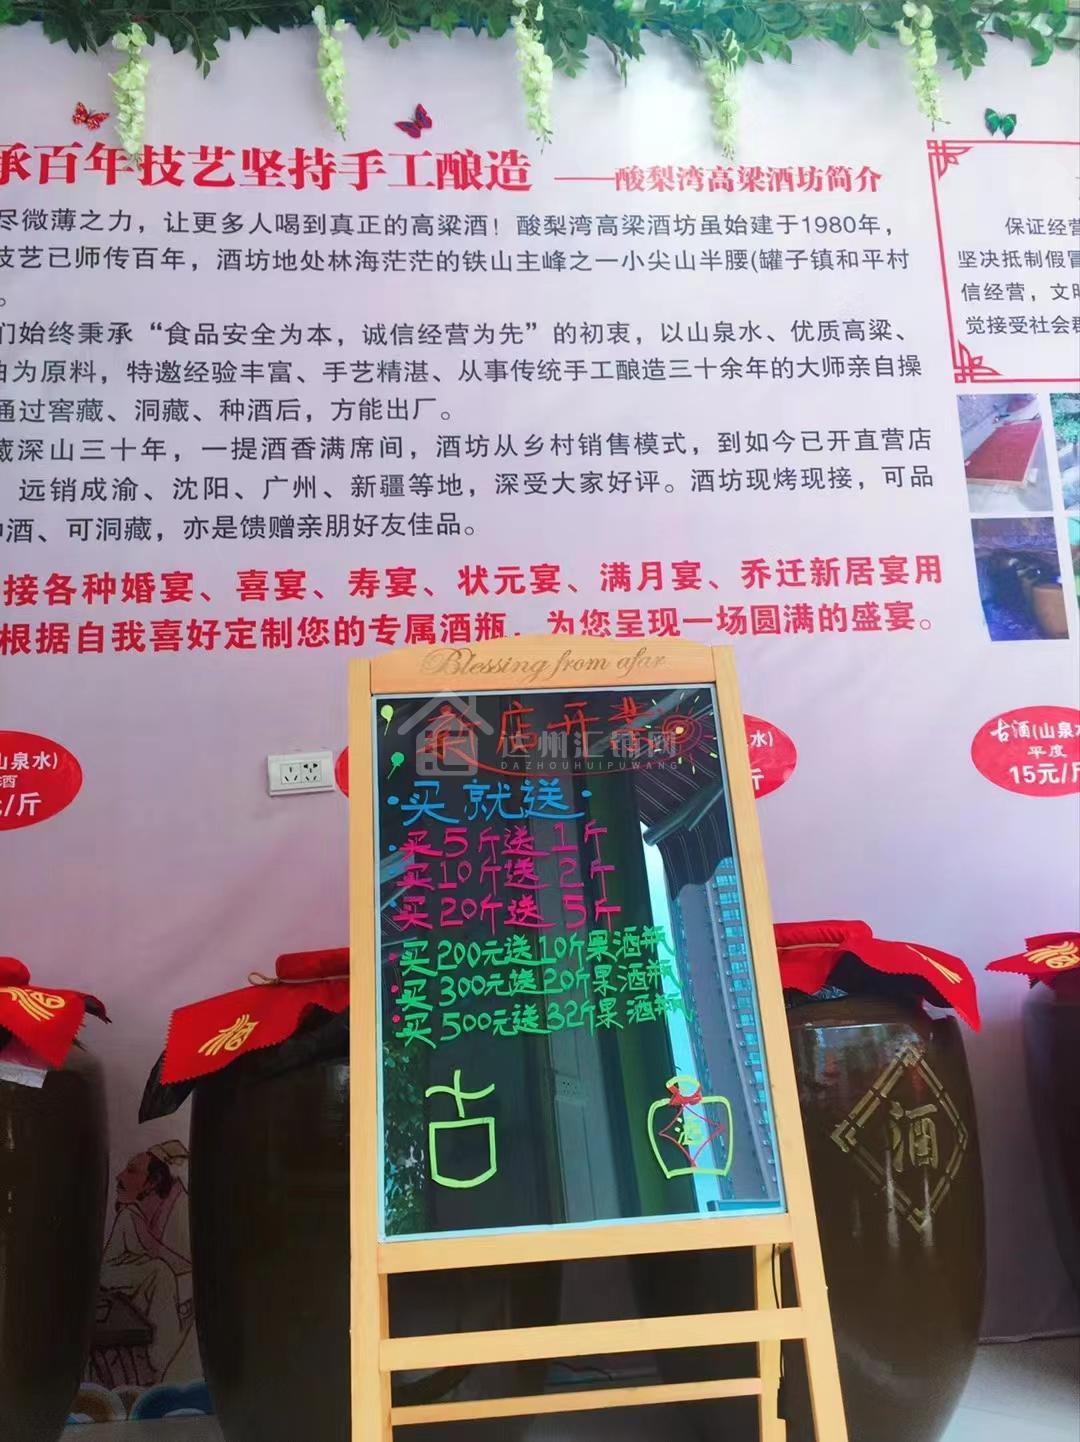 承百年技艺坚持手工酿造 ——酸梨湾高梁酒坊简介
尽微薄之力，让更多人喝到真正的高粱酒！酸梨湾高粱酒坊虽始建于1980年，
技艺已师传百年，酒坊地处林海茫茫的铁山主峰之一小尖山半腰(罐子镇和平村
。
们始终秉承“食品安全为本，诚信经营为先”的初衷，以山泉水、优质高粱、
曲为原料，特邀经验丰富、手艺精湛、从事传统手工酿造三十余年的大师亲自操
通过窖藏、洞藏、种酒后，方能出厂。
藏深山三十年，一提酒香满席间，酒坊从乡村销售模式，到如今已开直营店
远销成渝、沈阳、广州、新疆等地，深受大家好评。酒坊现烤现接，可品
种酒、可洞藏，亦是馈赠亲朋好友佳品。
接各种婚宴、喜宴、寿宴、状元宴、满月宴、乔迁新居宴用
根据自我喜好定制您的专属酒瓶，为您呈现一场圆满的盛宴。
保证经营
坚决抵制假冒
信经营，文明
觉接受社会群
山泉水)
酒
元/斤
水)
斤
古酒(山泉水
平度
15元/斤
Blessing from afar
新店开业
达州汇铺网
DAZHOUHUIPUWANG
·买就送·
买5斤送1斤
买10斤送2斤
买20斤送5斤
买200元送10斤果酒瓶
买300元送20斤果酒瓶
买500元送32斤果酒瓶
古
酒
福
福
酒